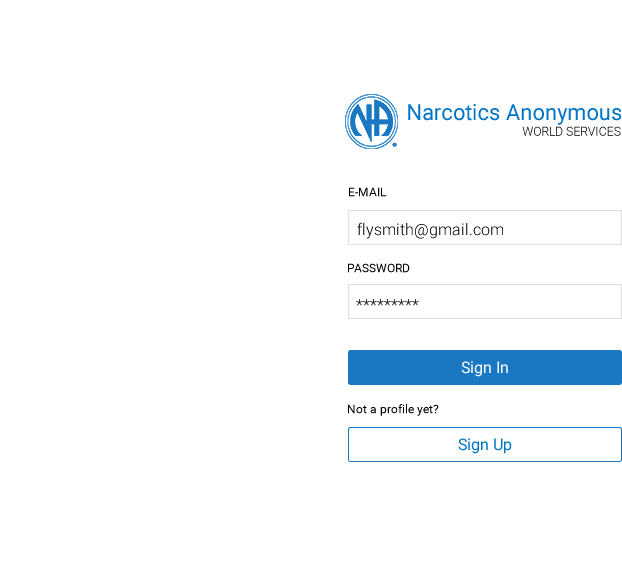 NA
Narcotics Anonymous
WORLD SERVICES
E-MAIL
flysmith@gmail.com
PASSWORD
*********
Sign In
Not a profile yet?
Sign Up